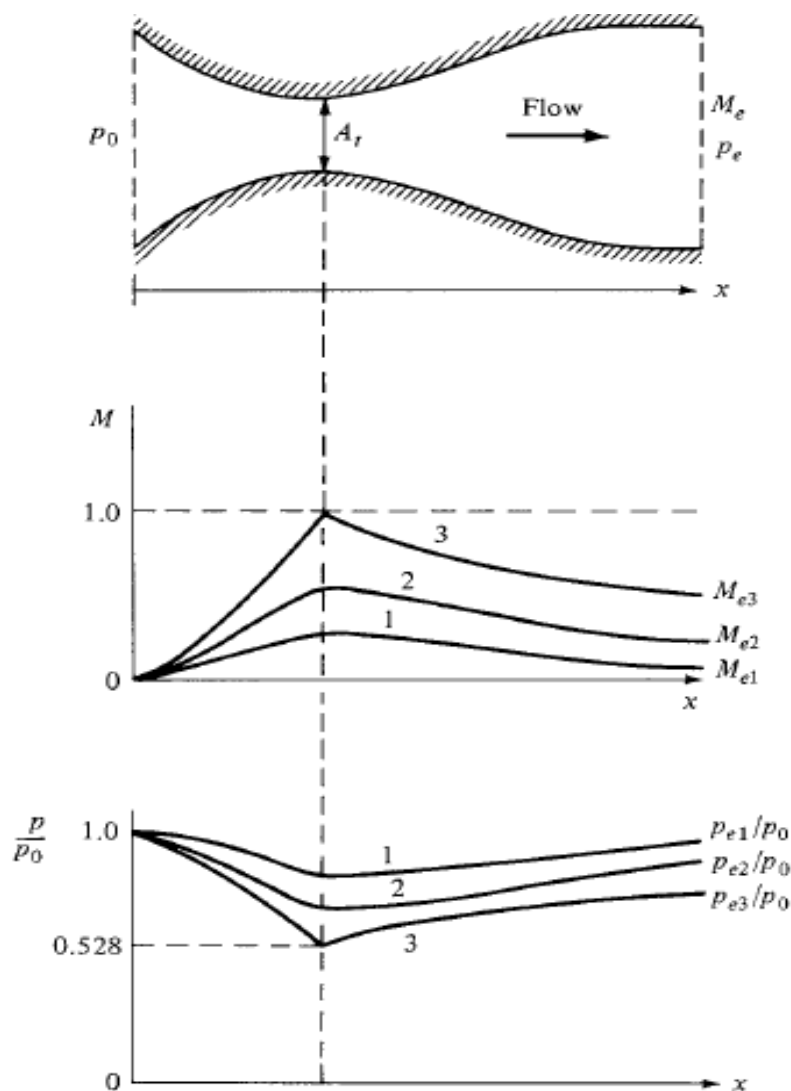 p₀
Aₜ
Flow
Mₑ
pₑ
x
M
1.0
3
2
1
Mₑ₃
Mₑ₂
Mₑ₁
0
x
p/p₀
1.0
1
2
3
pₑ₁/p₀
pₑ₂/p₀
pₑ₃/p₀
0.528
0
x